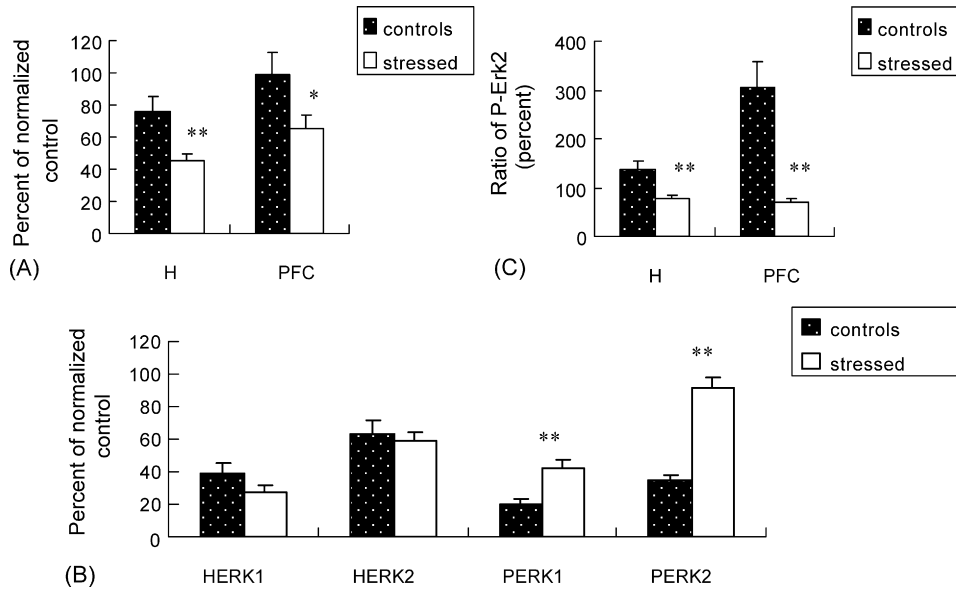 controls
stressed
120
100
80
60
40
20
0
Percent of normalized
control
**
*
H PFC
(A)
controls
stressed
400
300
200
100
0
Ratio of P-Erk2
(percent)
**
**
H PFC
(C)
controls
stressed
120
100
80
60
40
20
0
Percent of normalized
control
**
**
HERK1 HERK2 PERK1 PERK2
(B)